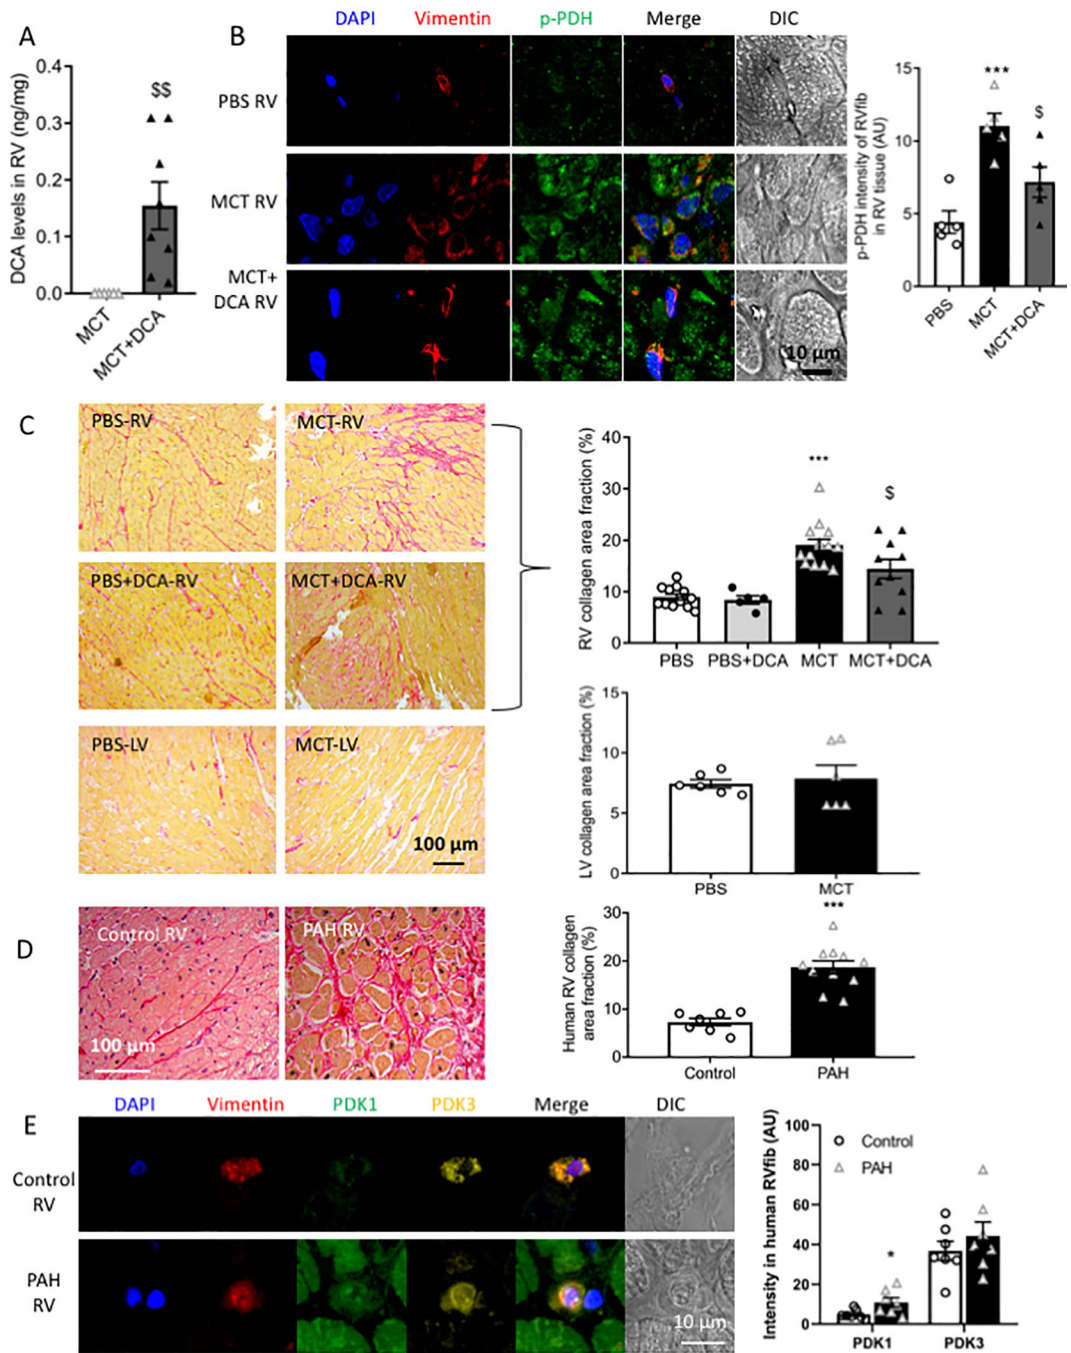 A
DCA levels in RV (ng/mg)
0.4
0.3
0.2
0.1
0.0
$$
MCT
MCT+DCA
B
DAPI Vimentin p-PDH Merge DIC
PBS RV
MCT RV
MCT+
DCA RV
10 μm
p-PDH intensity of RVfib
in RV tissue (AU)
15
10
5
0
***
$
PBS
MCT
MCT+DCA
C
PBS-RV
MCT-RV
PBS+DCA-RV
MCT+DCA-RV
PBS-LV
MCT-LV
100 μm
RV collagen area fraction (%)
40
30
20
10
0
***
$
PBS PBS+DCA MCT MCT+DCA
LV collagen area fraction (%)
15
10
5
0
PBS MCT
D
Control RV
PAH RV
100 μm
Human RV collagen
area fraction (%)
30
20
10
0
***
Control PAH
E
DAPI Vimentin PDK1 PDK3 Merge DIC
Control
RV
PAH
RV
10 μm
Intensity in human RVfib (AU)
100
80
60
40
20
0
Control
PAH
*
PDK1 PDK3